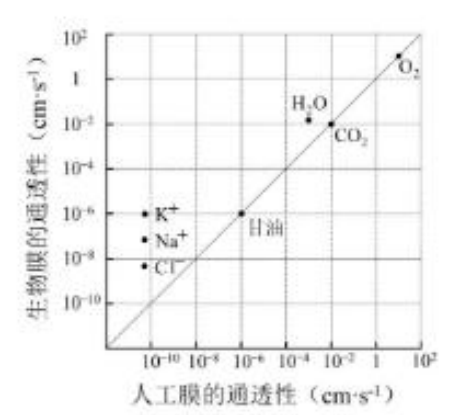 生物膜的通透性（cm·s⁻¹）
10²
1
10⁻²
10⁻⁴
10⁻⁶
10⁻⁸
10⁻¹⁰
O₂
H₂O
CO₂
K⁺
甘油
Na⁺
Cl⁻
10⁻¹⁰ 10⁻⁸ 10⁻⁶ 10⁻⁴ 10⁻² 1 10²
人工膜的通透性（cm·s⁻¹）